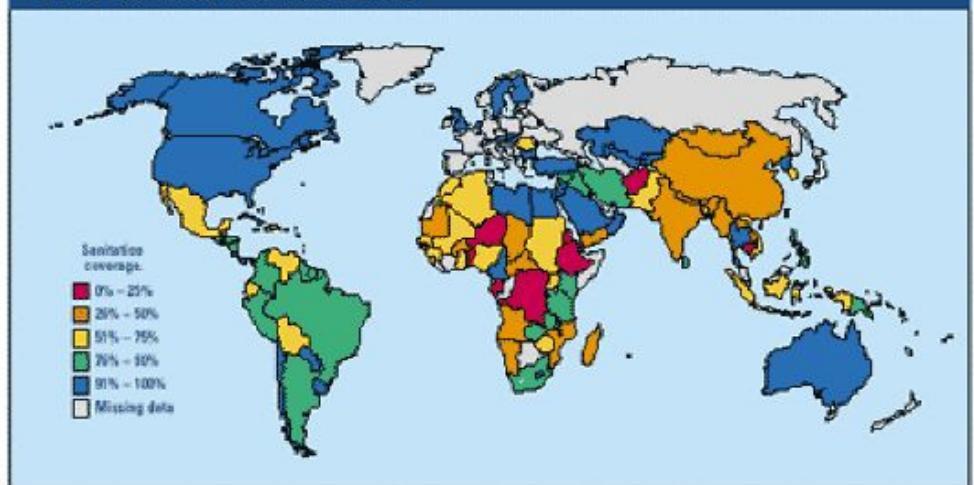 Sanitation
coverage.
0% – 25%
26% – 50%
51% – 75%
76% – 90%
91% – 100%
Missing data